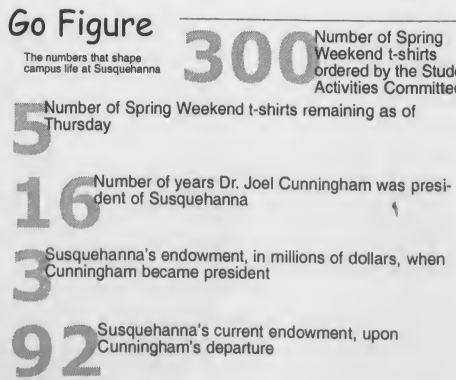 Go Figure
The numbers that shape
campus life at Susquehanna
300
Number of Spring
Weekend t-shirts
ordered by the
Activities
5
Number of Spring Weekend t-shirts remaining as of
Thursday
16
Number of years Dr. Joel Cunningham was presi-
dent of Susquehanna
3
Susquehanna's endowment, in millions of dollars, when
Cunningham became president
92
Susquehanna's current endowment, upon
Cunningham's departure